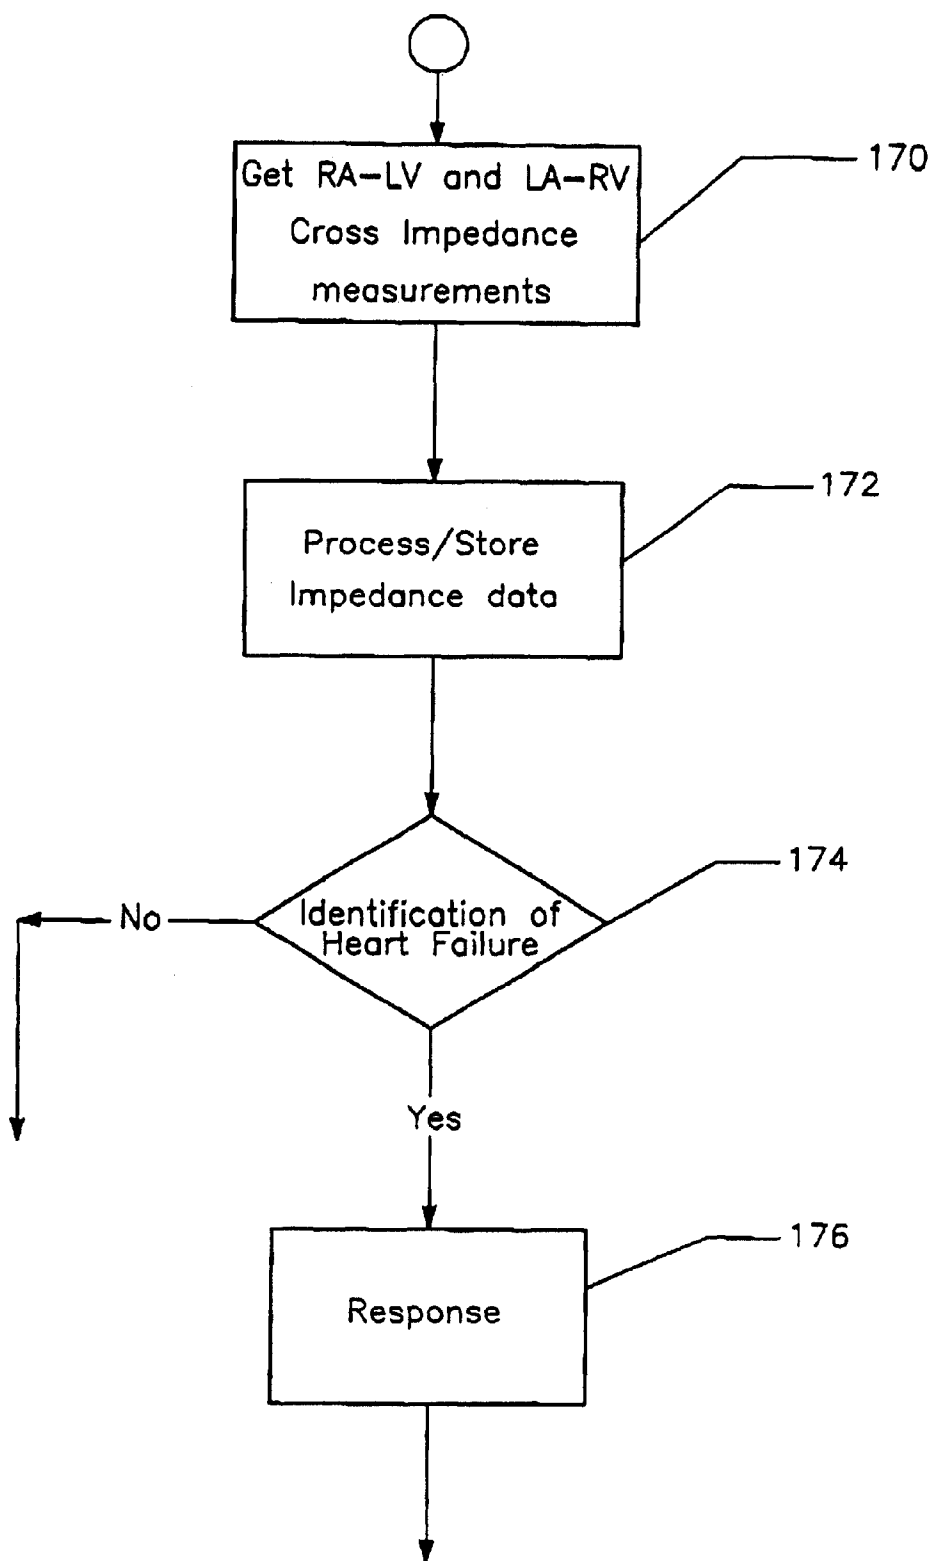 Get RA-LV and LA-RV
Cross Impedance
measurements
170
Process/Store
Impedance data
172
Identification of
Heart Failure
174
No
Yes
Response
176